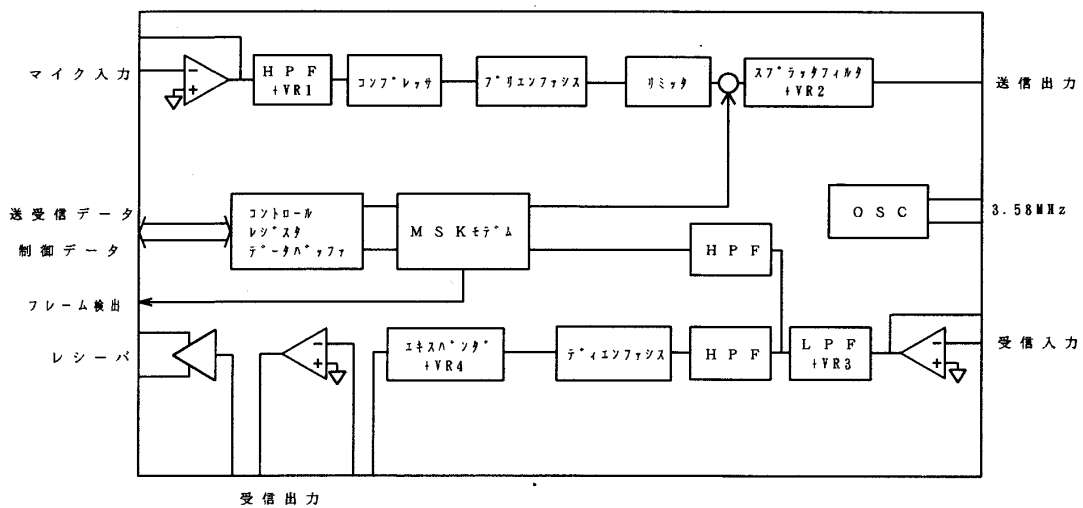 マイク入力
－
＋
HPF
+VR1
コンプレッサ
プリエンファシス
リミッタ
スプラッタフィルタ
+VR2
送信出力
送受信データ
制御データ
コントロール
レジスタ
データバッファ
MSKモデム
HPF
OSC
3.58MHz
フレーム検出
レシーバ
－
＋
エキスパンダ
+VR4
ディエンファシス
HPF
LPF
+VR3
－
＋
受信入力
受信出力